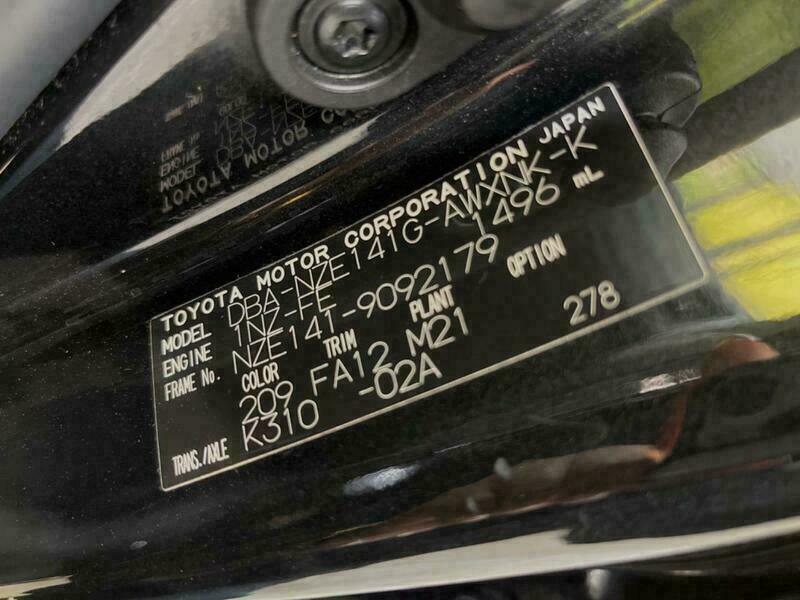 TOYOTA MOTOR CORPORATION JAPAN
MODEL DBA-NZE141G-AWXNK-K
ENGINE 1NZ-FE 1496 mL
FRAME No. NZE141-9092179
COLOR TRIM PLANT OPTION
209 FA12 M21 278
TRANS./AXLE K310 -02A